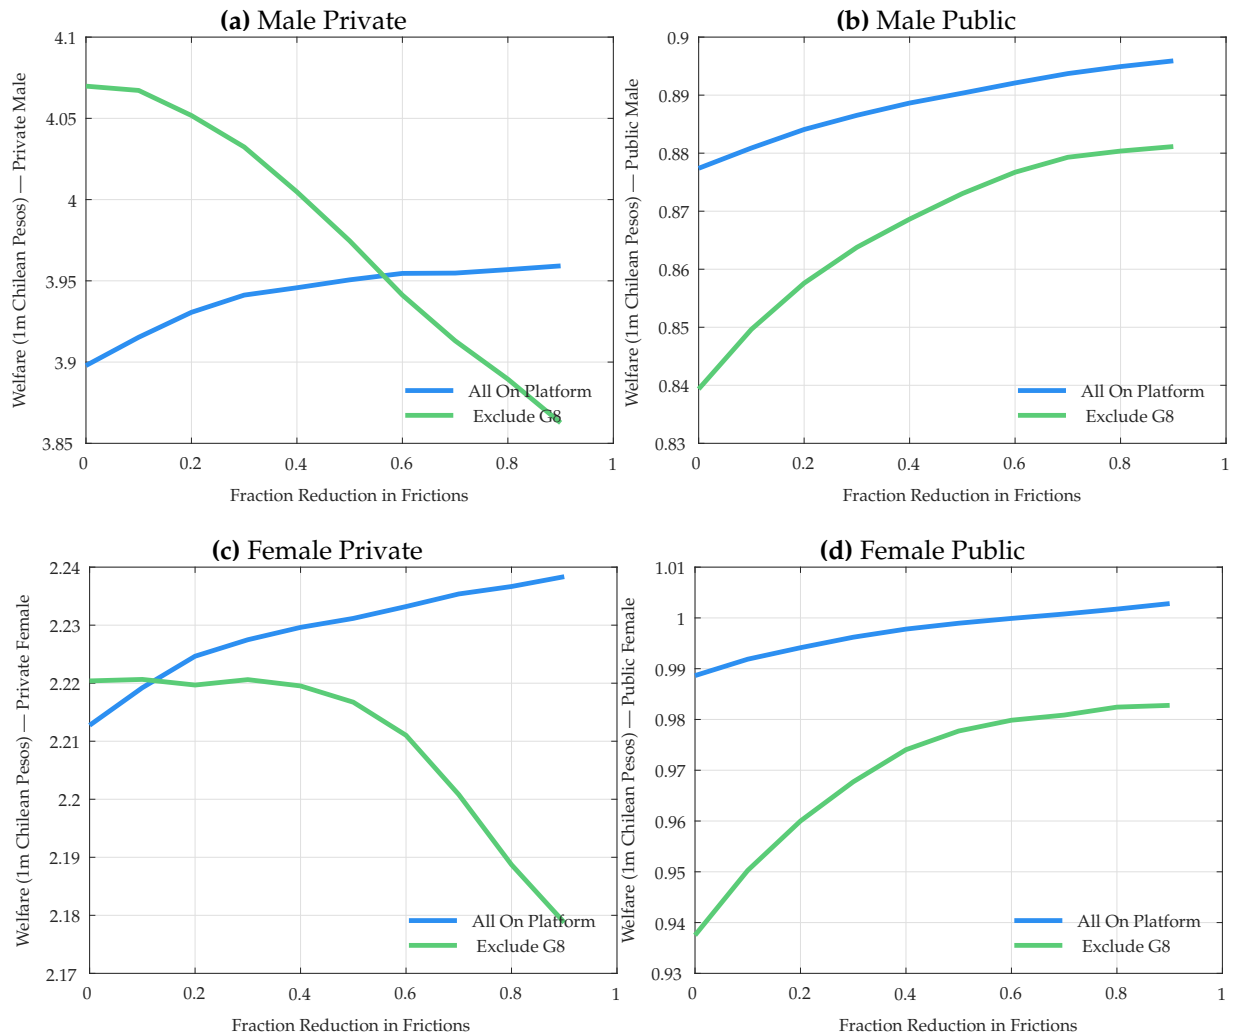 (a) Male Private
Welfare (1m Chilean Pesos) — Private Male
4.1
4.05
4
3.95
3.9
3.85
0 0.2 0.4 0.6 0.8 1
Fraction Reduction in Frictions
All On Platform
Exclude G8
(b) Male Public
Welfare (1m Chilean Pesos) — Public Male
0.9
0.89
0.88
0.87
0.86
0.85
0.84
0.83
0 0.2 0.4 0.6 0.8 1
Fraction Reduction in Frictions
All On Platform
Exclude G8
(c) Female Private
Welfare (1m Chilean Pesos) — Private Female
2.24
2.23
2.22
2.21
2.2
2.19
2.18
2.17
0 0.2 0.4 0.6 0.8 1
Fraction Reduction in Frictions
All On Platform
Exclude G8
(d) Female Public
Welfare (1m Chilean Pesos) — Public Female
1.01
1
0.99
0.98
0.97
0.96
0.95
0.94
0.93
0 0.2 0.4 0.6 0.8 1
Fraction Reduction in Frictions
All On Platform
Exclude G8